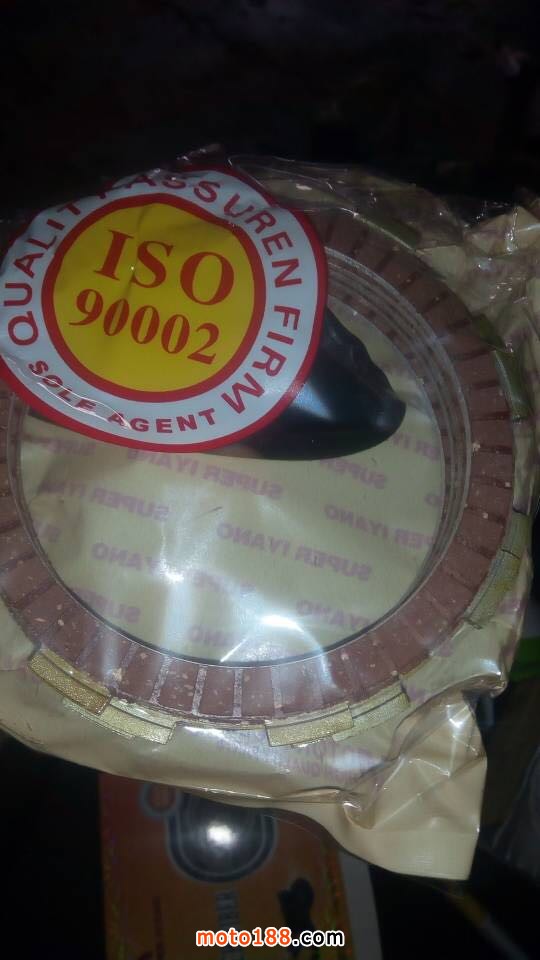 QUALITY ASSUREN FIRM
ISO
90002
SOLE AGENT
SUPER IYANO
SUPER IYANO
SUPER IYANO
SUPER IYANO
SUPER IYANO
moto188.com